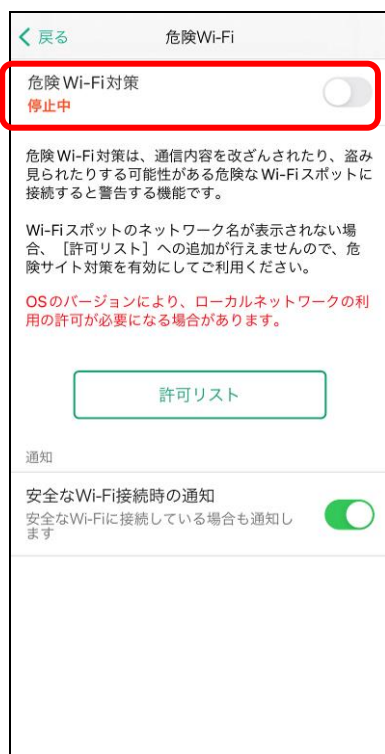 戻る 危険Wi-Fi
危険Wi-Fi対策
停止中
危険Wi-Fi対策は、通信内容を改ざんされたり、盗み
見られたりする可能性がある危険なWi-Fiスポットに
接続すると警告する機能です。
Wi-Fiスポットのネットワーク名が表示されない場
合、［許可リスト］への追加が行えませんので、危
険サイト対策を有効にしてご利用ください。
OSのバージョンにより、ローカルネットワークの利
用の許可が必要になる場合があります。
許可リスト
通知
安全なWi-Fi接続時の通知
安全なWi-Fiに接続している場合も通知し
ます